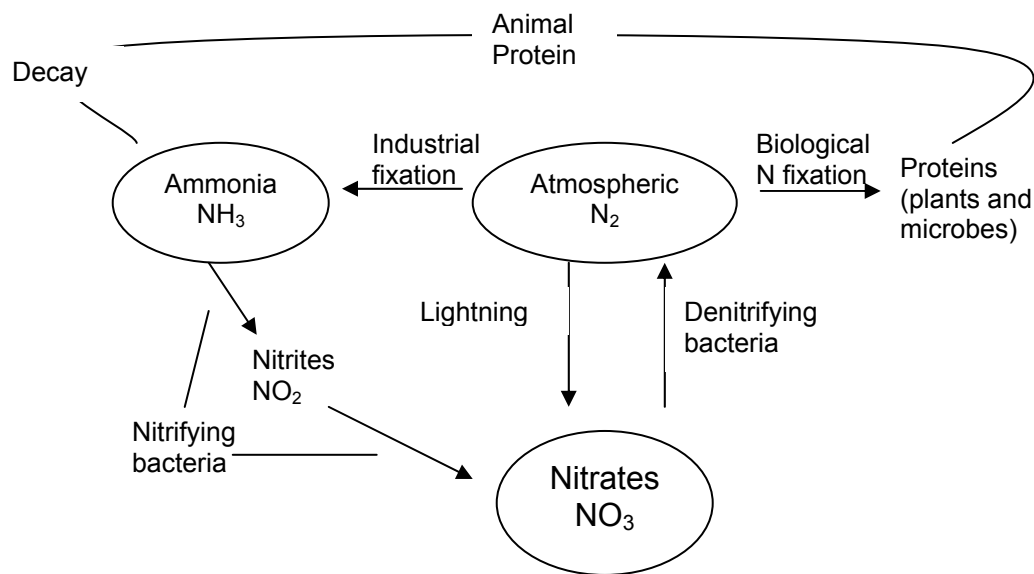 Animal
Protein
Decay
Industrial
fixation
Biological
N fixation
Ammonia
NH₃
Atmospheric
N₂
Proteins
(plants and
microbes)
Lightning
Denitrifying
bacteria
Nitrites
NO₂
Nitrifying
bacteria
Nitrates
NO₃